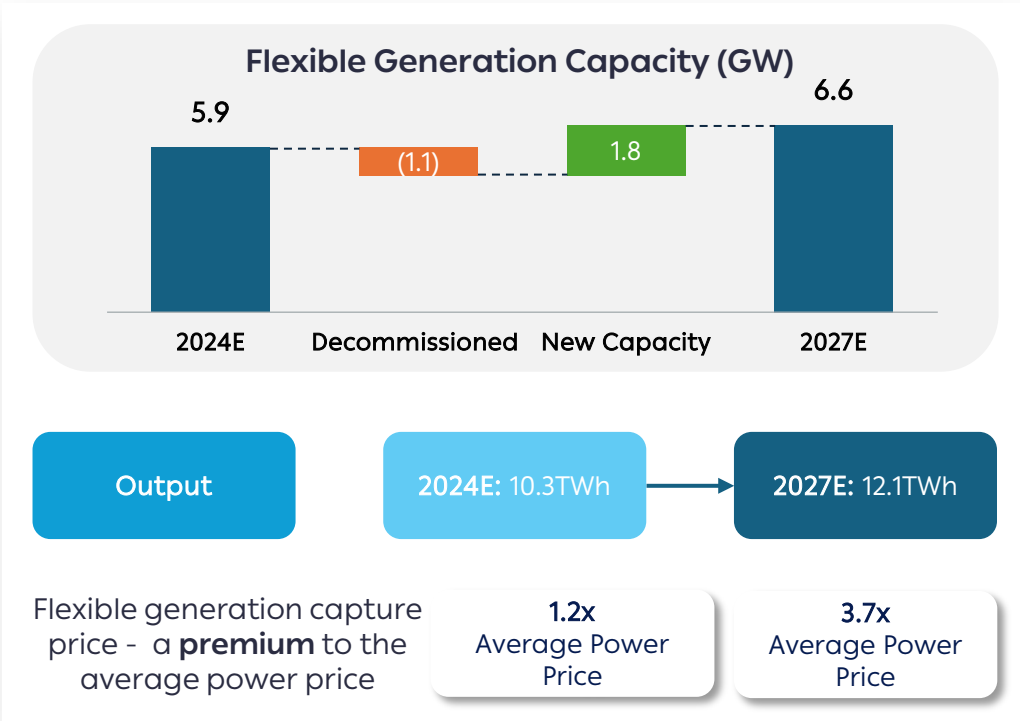 Flexible Generation Capacity (GW)
5.9
(1.1)
1.8
6.6
2024E
Decommissioned
New Capacity
2027E
Output
2024E: 10.3TWh
2027E: 12.1TWh
Flexible generation capture
price - a premium to the
average power price
1.2x
Average Power
Price
3.7x
Average Power
Price